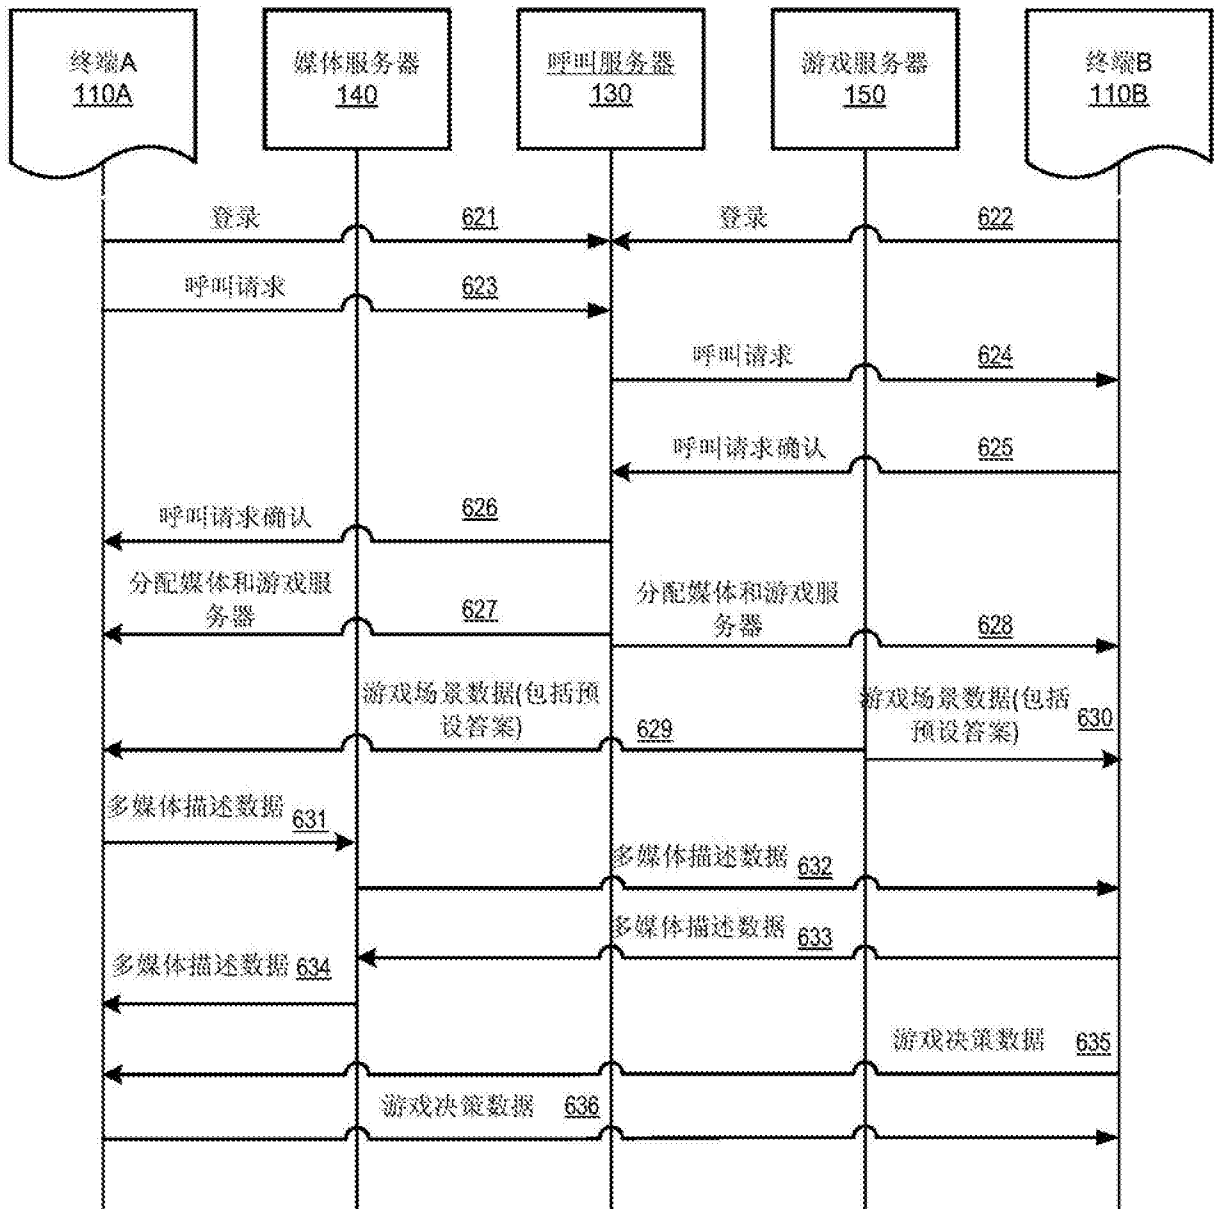 终端A
110A
媒体服务器
140
呼叫服务器
130
游戏服务器
150
终端B
110B
登录 621
登录 622
呼叫请求 623
呼叫请求 624
呼叫请求确认 625
呼叫请求确认 626
分配媒体和游戏服
务器 627
分配媒体和游戏服
务器 628
游戏场景数据(包括预
设答案) 629
游戏场景数据(包括
预设答案) 630
多媒体描述数据 631
多媒体描述数据 632
多媒体描述数据 633
多媒体描述数据 634
游戏决策数据 635
游戏决策数据 636